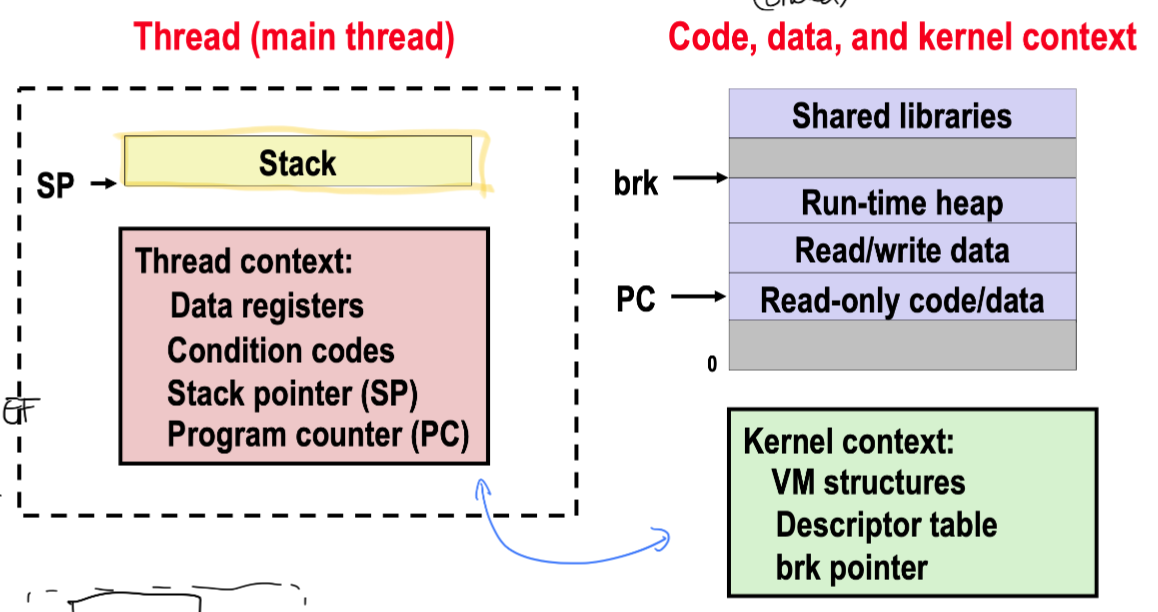 Thread (main thread)
Code, data, and kernel context
Stack
SP
Thread context:
Data registers
Condition codes
Stack pointer (SP)
Program counter (PC)
Shared libraries
brk
Run-time heap
Read/write data
PC
Read-only code/data
0
Kernel context:
VM structures
Descriptor table
brk pointer